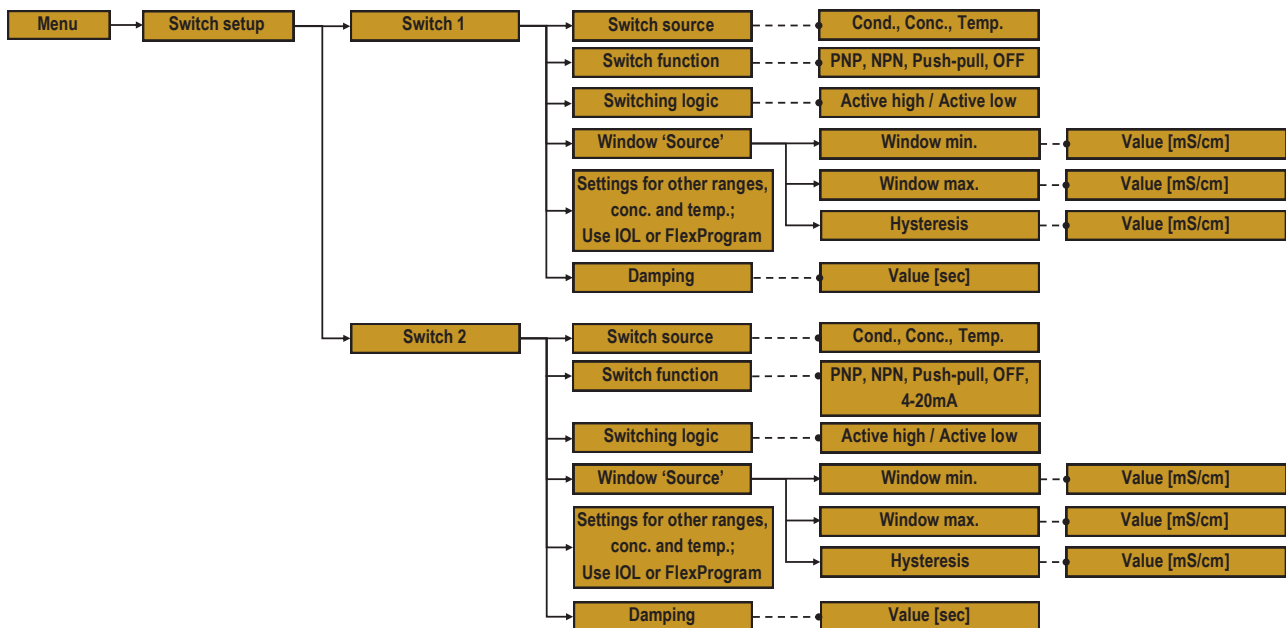 Menu
Switch setup
Switch 1
Switch source
Cond., Conc., Temp.
Switch function
PNP, NPN, Push-pull, OFF
Switching logic
Active high / Active low
Window ‘Source’
Window min.
Value [mS/cm]
Window max.
Value [mS/cm]
Hysteresis
Value [mS/cm]
Settings for other ranges,
conc. and temp.;
Use IOL or FlexProgram
Damping
Value [sec]
Switch 2
Switch source
Cond., Conc., Temp.
Switch function
PNP, NPN, Push-pull, OFF,
4-20mA
Switching logic
Active high / Active low
Window ‘Source’
Window min.
Value [mS/cm]
Window max.
Value [mS/cm]
Hysteresis
Value [mS/cm]
Settings for other ranges,
conc. and temp.;
Use IOL or FlexProgram
Damping
Value [sec]